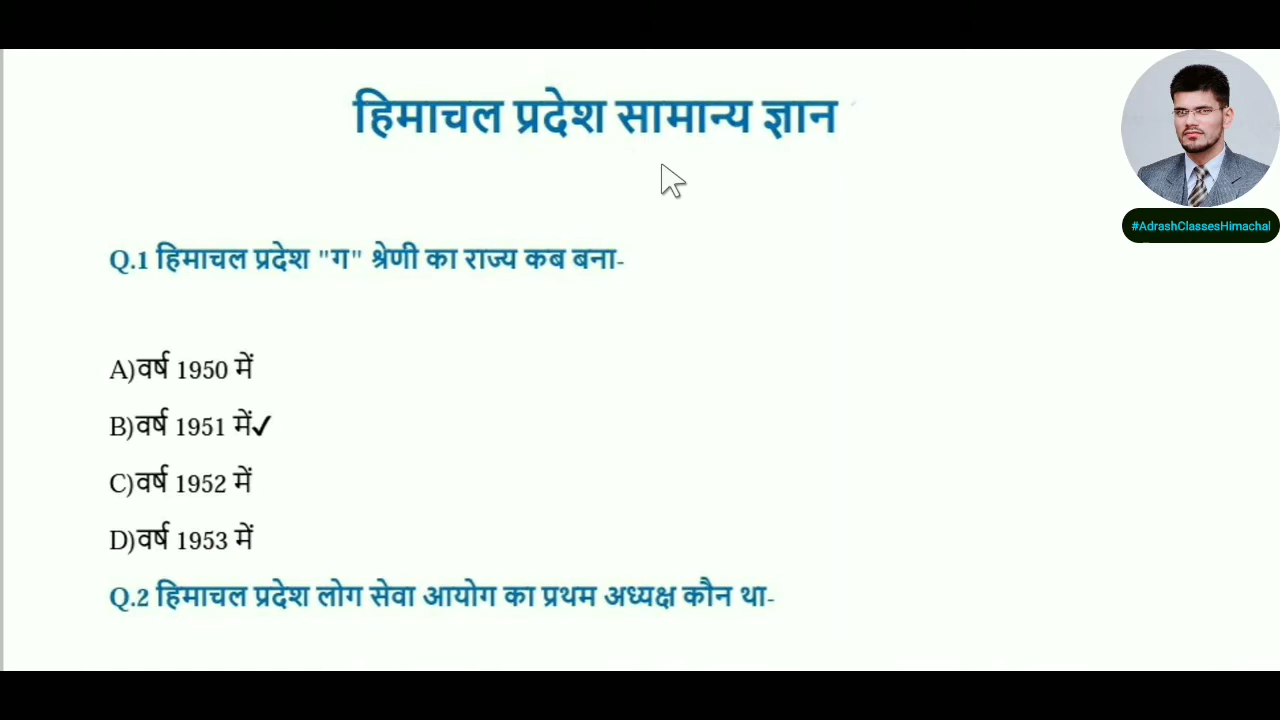 हिमाचल प्रदेश सामान्य ज्ञान
#AdrashClassesHimachal
Q.1 हिमाचल प्रदेश "ग" श्रेणी का राज्य कब बना-
A)वर्ष 1950 में
B)वर्ष 1951 में✓
C)वर्ष 1952 में
D)वर्ष 1953 में
Q.2 हिमाचल प्रदेश लोग सेवा आयोग का प्रथम अध्यक्ष कौन था-